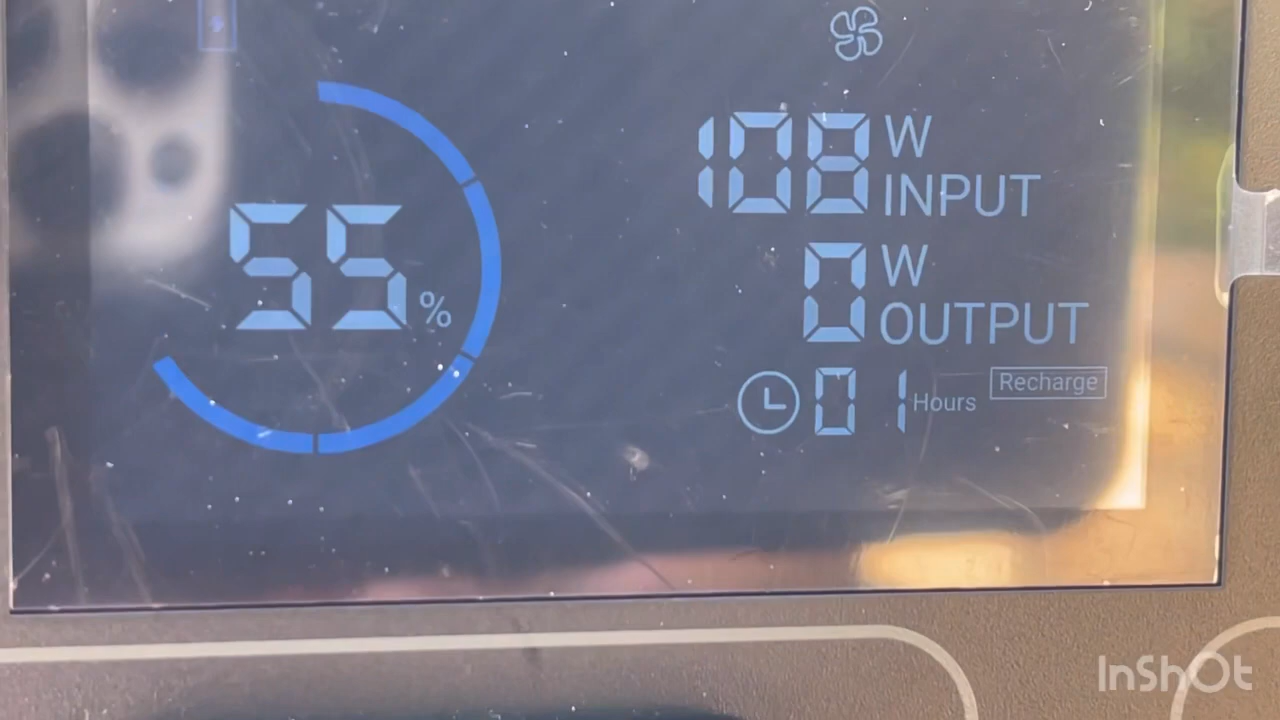 55%
108 W
INPUT
0 W
OUTPUT
01 Hours Recharge
InShOt